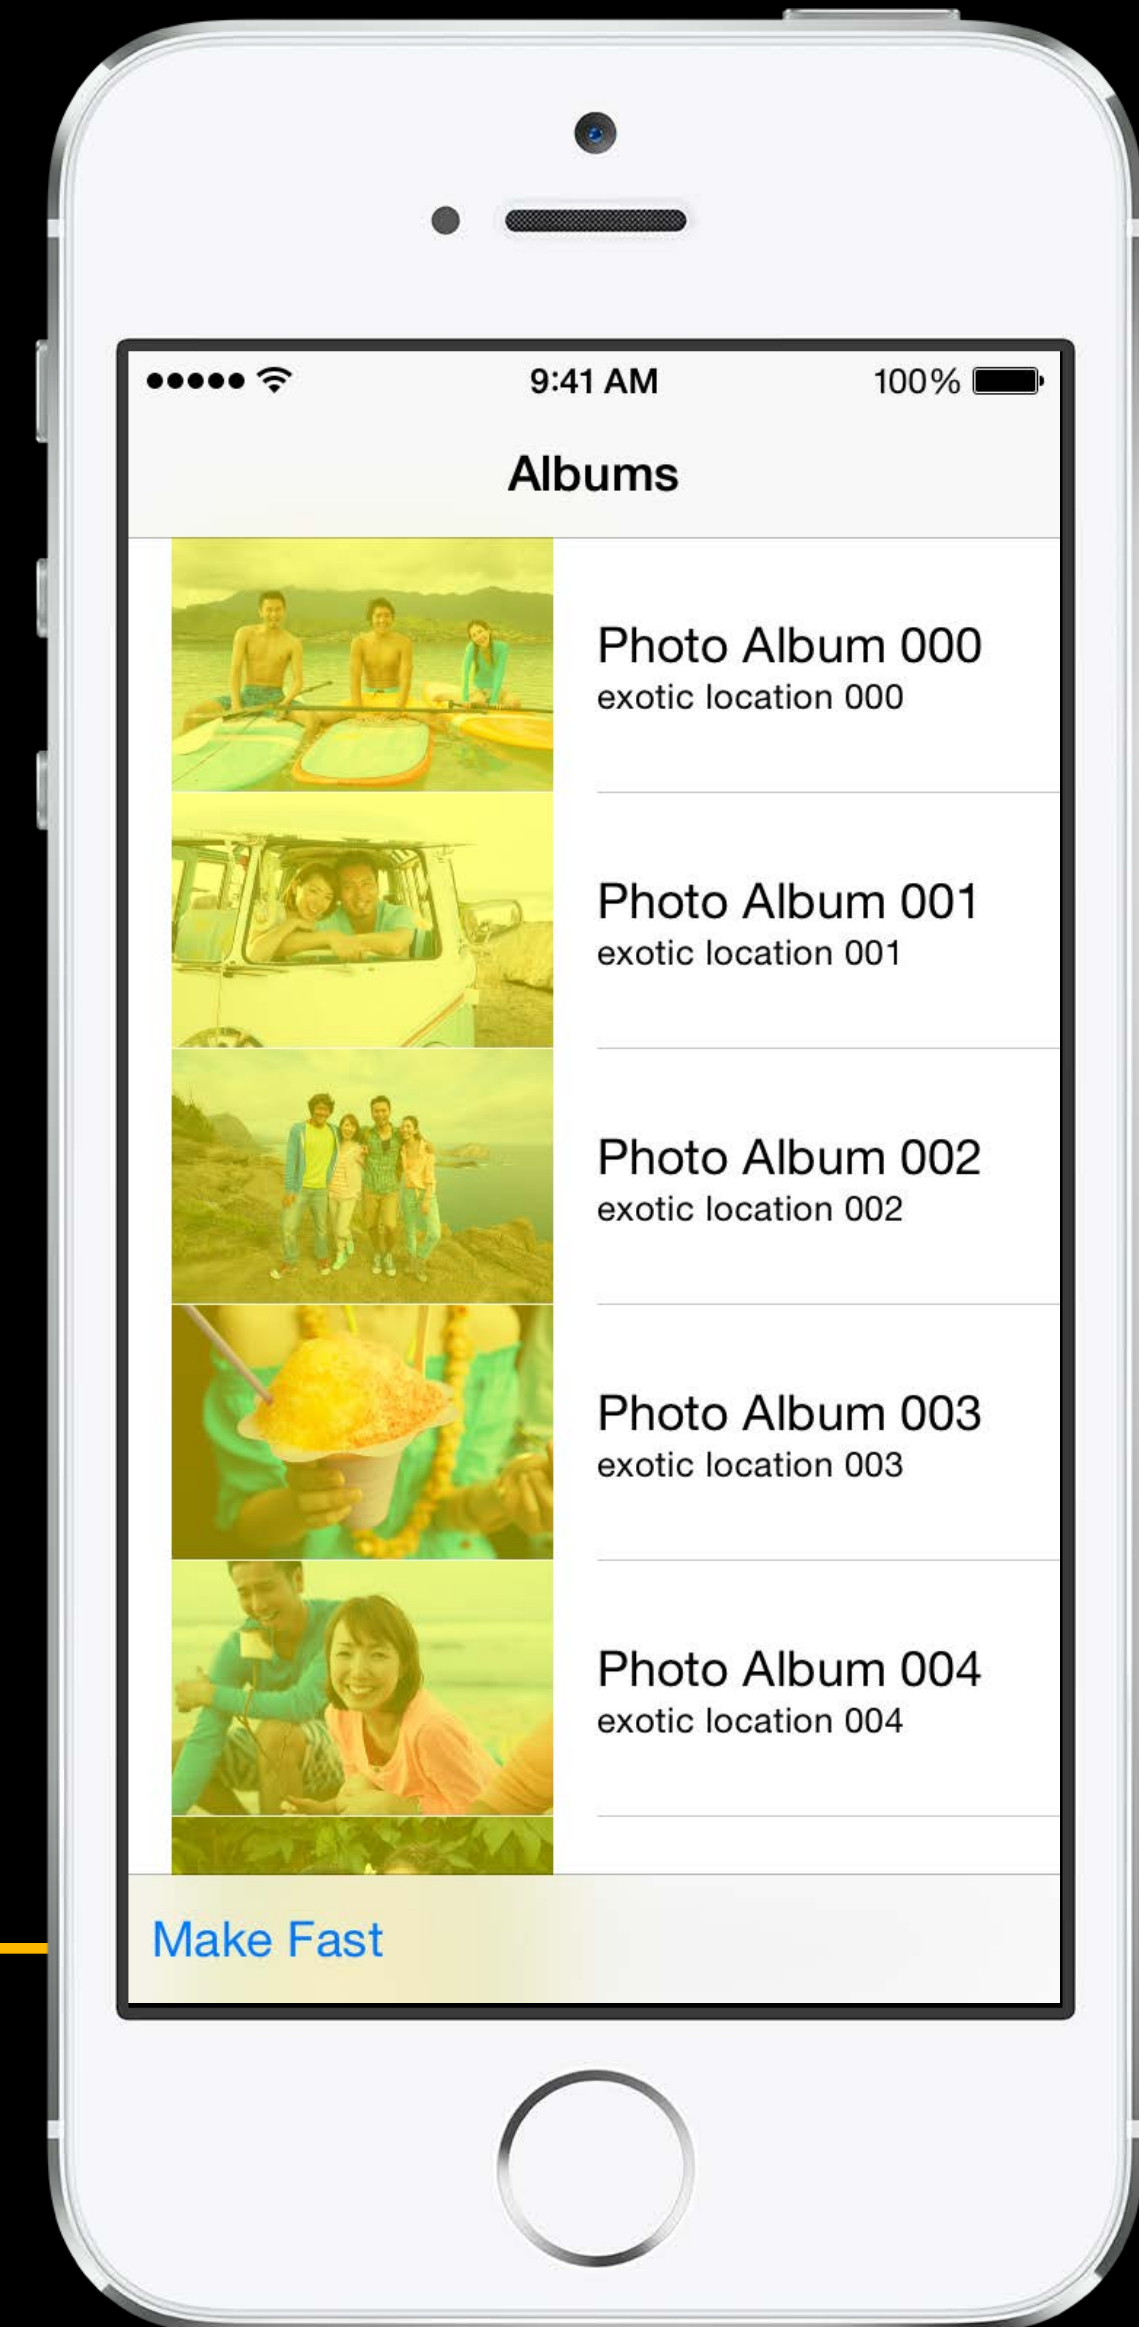 9:41 AM
100%
Albums
Photo Album 000
exotic location 000
Photo Album 001
exotic location 001
Photo Album 002
exotic location 002
Photo Album 003
exotic location 003
Photo Album 004
exotic location 004
Make Fast